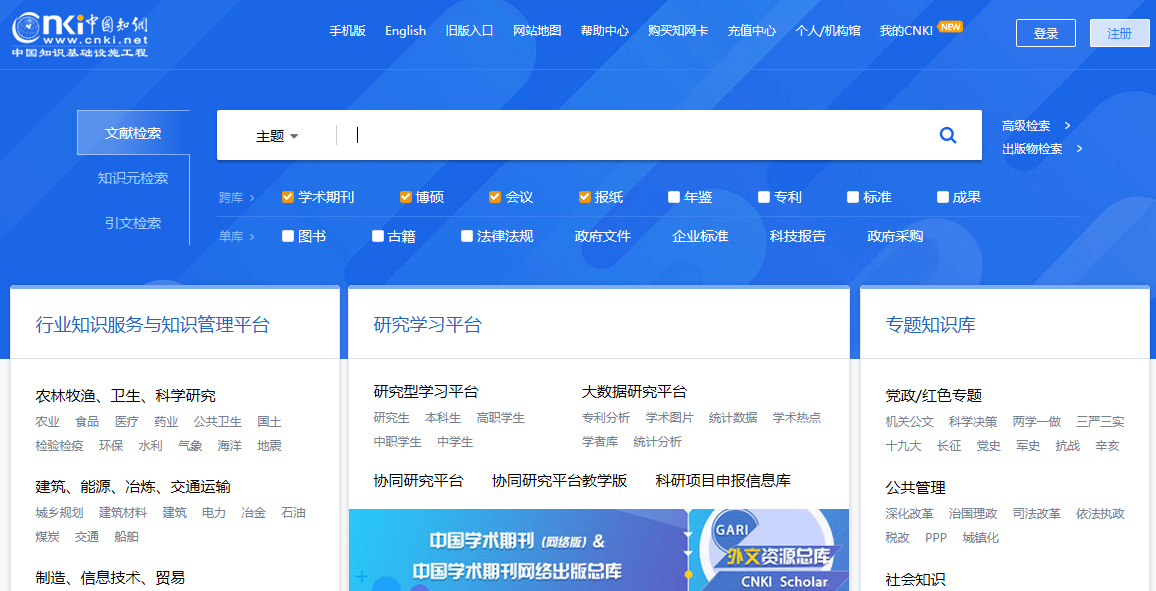 Cnki中国知网
www.cnki.net
中国知识基础设施工程
手机版 English 旧版入口 网站地图 帮助中心 购买知网卡 充值中心 个人/机构馆 我的CNKI NEW
登录 注册
文献检索
知识元检索
引文检索
主题
高级检索 >
出版物检索 >
跨库 > 学术期刊 博硕 会议 报纸 年鉴 专利 标准 成果
单库 > 图书 古籍 法律法规 政府文件 企业标准 科技报告 政府采购
行业知识服务与知识管理平台
农林牧渔、卫生、科学研究
农业 食品 医疗 药业 公共卫生 国土
检验检疫 环保 水利 气象 海洋 地震
建筑、能源、冶炼、交通运输
城乡规划 建筑材料 建筑 电力 冶金 石油
煤炭 交通 船舶
制造、信息技术、贸易
研究学习平台
研究型学习平台
研究生 本科生 高职学生
中职学生 中学生
大数据研究平台
专利分析 学术图片 统计数据 学术热点
学者库 统计分析
协同研究平台 协同研究平台教学版 科研项目申报信息库
中国学术期刊(网络版)&
中国学术期刊网络出版总库
GARI
外文资源总库
CNKI Scholar
专题知识库
党政/红色专题
机关公文 科学决策 两学一做 三严三实
十九大 长征 党史 军史 抗战 辛亥
公共管理
深化改革 治国理政 司法改革 依法执政
税改 PPP 城镇化
社会知识